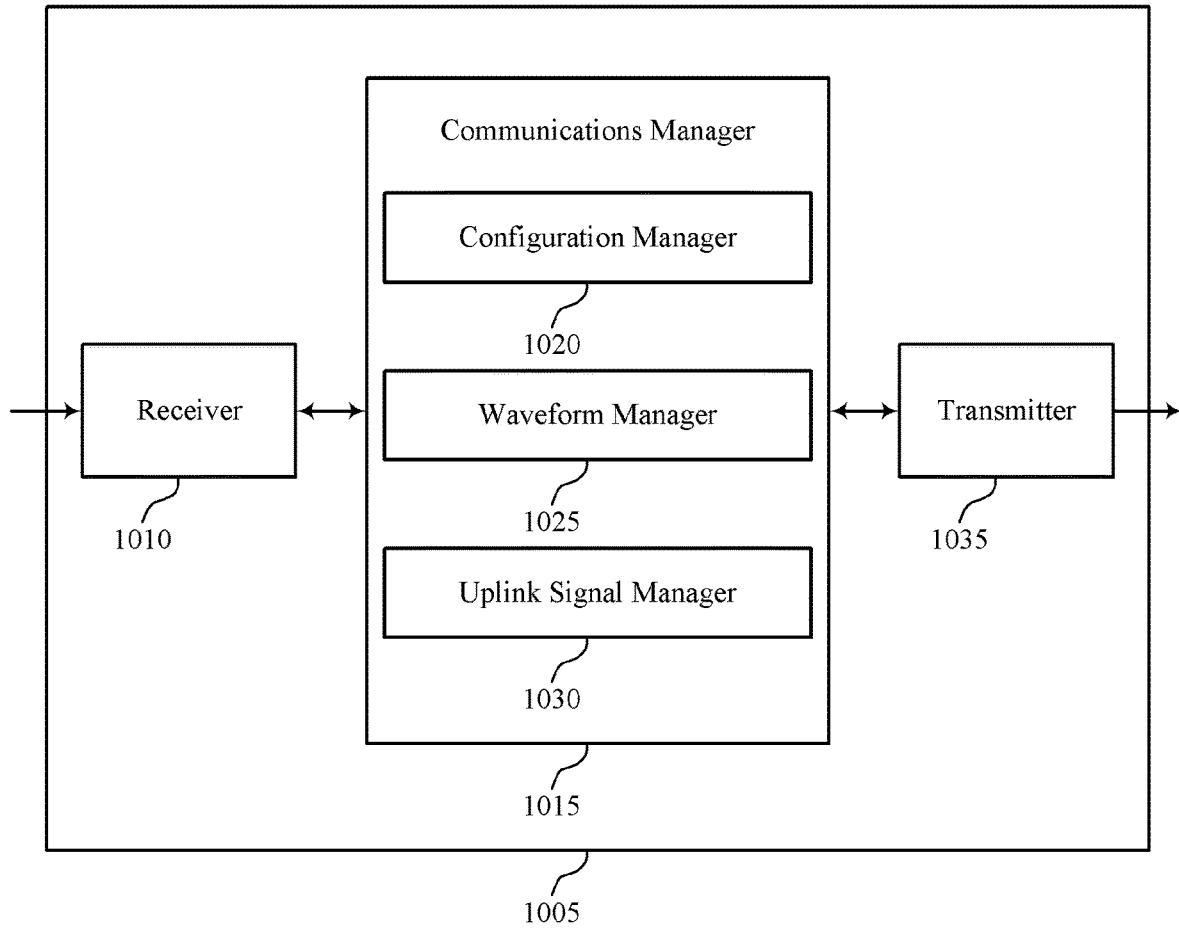 Communications Manager
Configuration Manager
1020
Receiver
1010
Waveform Manager
1025
Transmitter
1035
Uplink Signal Manager
1030
1015
1005